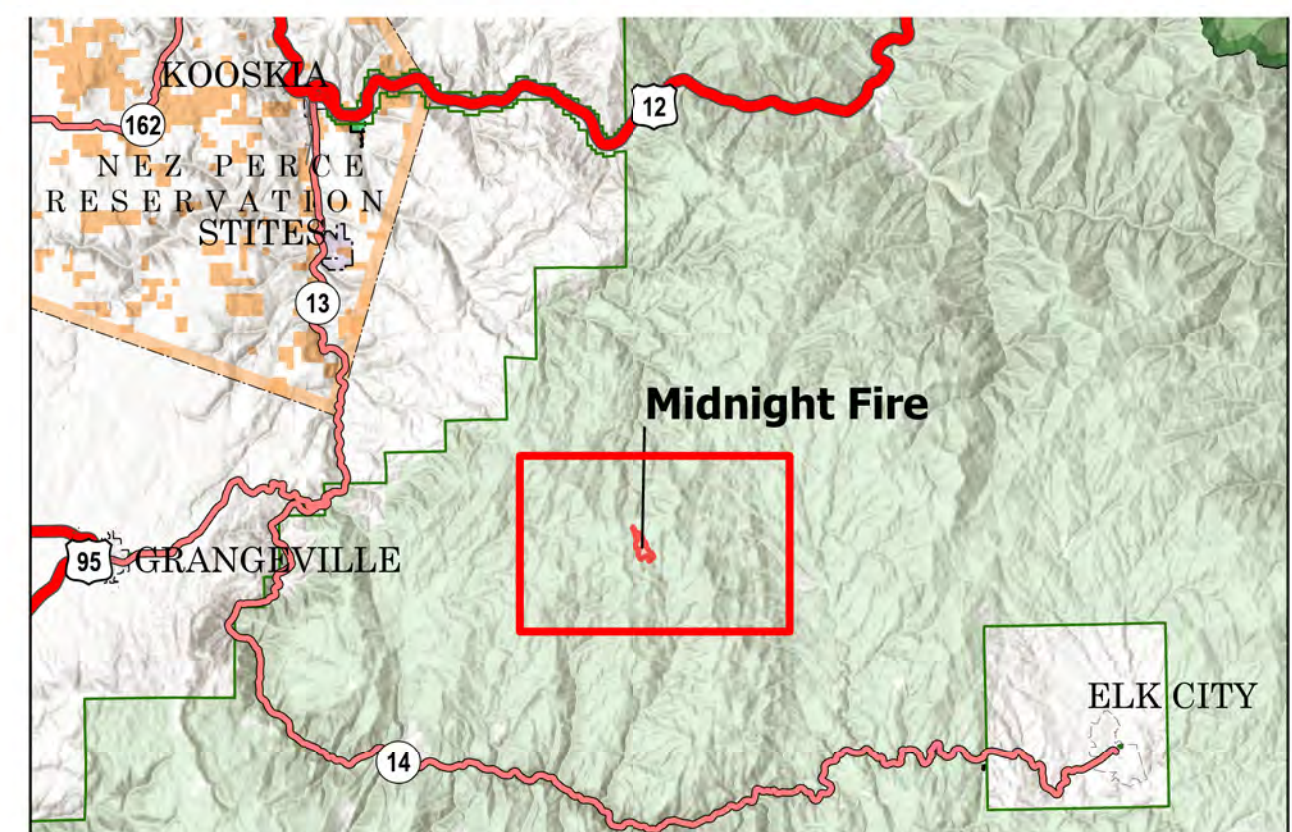 KOOSKIA
12
162
NEZ PERCE
RESERVATION
STITES
13
Midnight Fire
95
GRANGEVILLE
ELK CITY
14